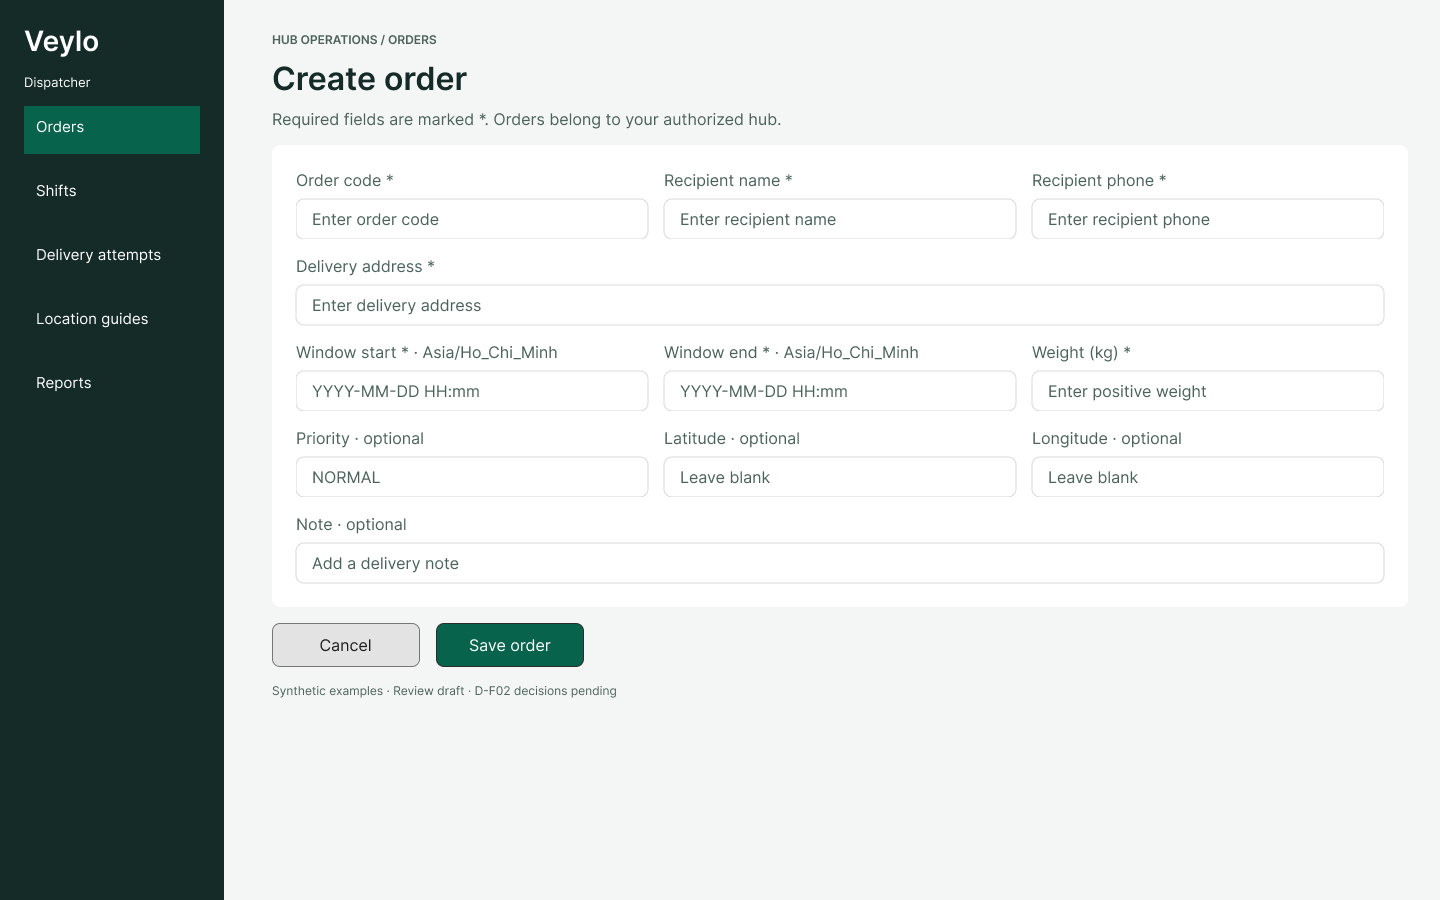 Veylo
Dispatcher
Orders
Shifts
Delivery attempts
Location guides
Reports
HUB OPERATIONS / ORDERS
Create order
Required fields are marked *. Orders belong to your authorized hub.
Order code *
Recipient name *
Recipient phone *
Enter order code
Enter recipient name
Enter recipient phone
Delivery address *
Enter delivery address
Window start * · Asia/Ho_Chi_Minh
Window end * · Asia/Ho_Chi_Minh
Weight (kg) *
YYYY-MM-DD HH:mm
YYYY-MM-DD HH:mm
Enter positive weight
Priority · optional
Latitude · optional
Longitude · optional
NORMAL
Leave blank
Leave blank
Note · optional
Add a delivery note
Cancel
Save order
Synthetic examples · Review draft · D-F02 decisions pending